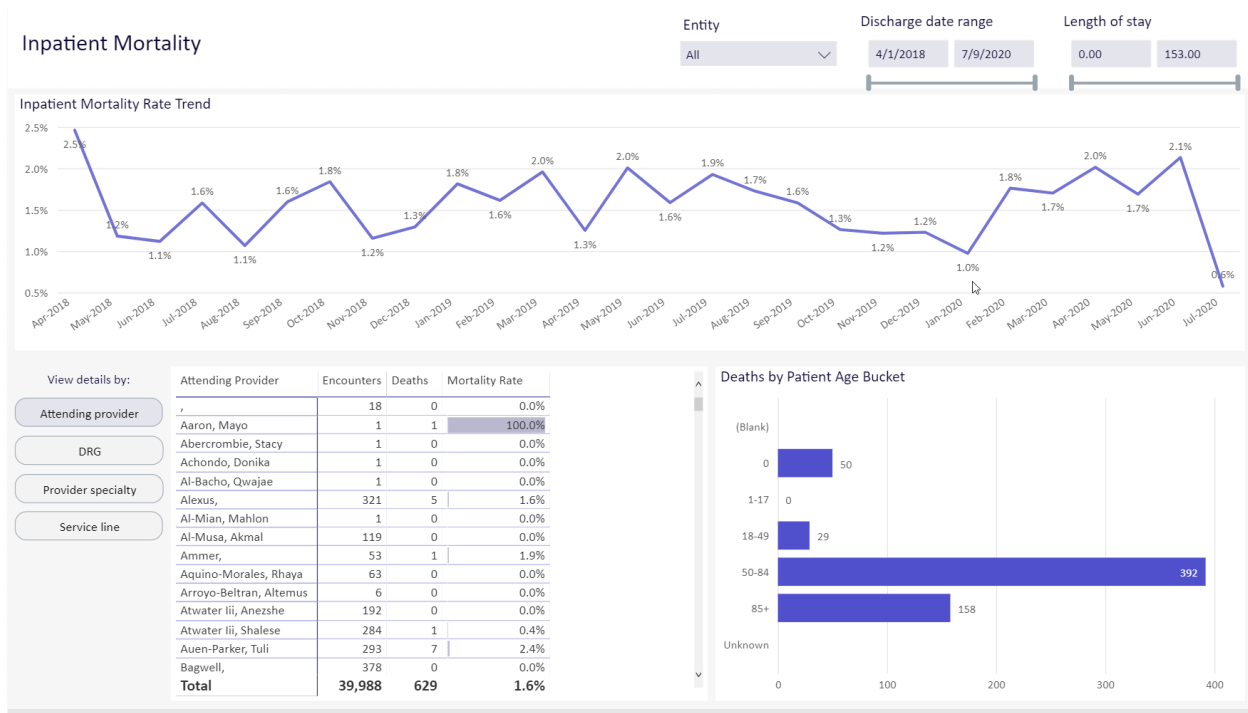 Inpatient Mortality
Entity
All
Discharge date range
4/1/2018 7/9/2020
Length of stay
0.00 153.00
Inpatient Mortality Rate Trend
2.5%
2.0%
1.5%
1.0%
0.5%
2.5% 1.2% 1.1% 1.6% 1.1% 1.6% 1.8% 1.2% 1.3% 1.8% 1.6% 2.0% 1.3% 2.0% 1.6% 1.9% 1.7% 1.6% 1.3% 1.2% 1.2% 1.0% 1.8% 1.7% 2.0% 1.7% 2.1% 0.6%
Apr-2018 May-2018 Jun-2018 Jul-2018 Aug-2018 Sep-2018 Oct-2018 Nov-2018 Dec-2018 Jan-2019 Feb-2019 Mar-2019 Apr-2019 May-2019 Jun-2019 Jul-2019 Aug-2019 Sep-2019 Oct-2019 Nov-2019 Dec-2019 Jan-2020 Feb-2020 Mar-2020 Apr-2020 May-2020 Jun-2020 Jul-2020
View details by:
Attending provider
DRG
Provider specialty
Service line
Attending Provider Encounters Deaths Mortality Rate
, 18 0 0.0%
Aaron, Mayo 1 1 100.0%
Abercrombie, Stacy 1 0 0.0%
Achondo, Donika 1 0 0.0%
Al-Bacho, Qwajae 1 0 0.0%
Alexus, 321 5 1.6%
Al-Mian, Mahlon 1 0 0.0%
Al-Musa, Akmal 119 0 0.0%
Ammer, 53 1 1.9%
Aquino-Morales, Rhaya 63 0 0.0%
Arroyo-Beltran, Altemus 6 0 0.0%
Atwater Iii, Anezshe 192 0 0.0%
Atwater Iii, Shalese 284 1 0.4%
Auen-Parker, Tuli 293 7 2.4%
Bagwell, 378 0 0.0%
Total 39,988 629 1.6%
Deaths by Patient Age Bucket
(Blank)
0 50
1-17 0
18-49 29
50-84 392
85+ 158
Unknown
0 100 200 300 400